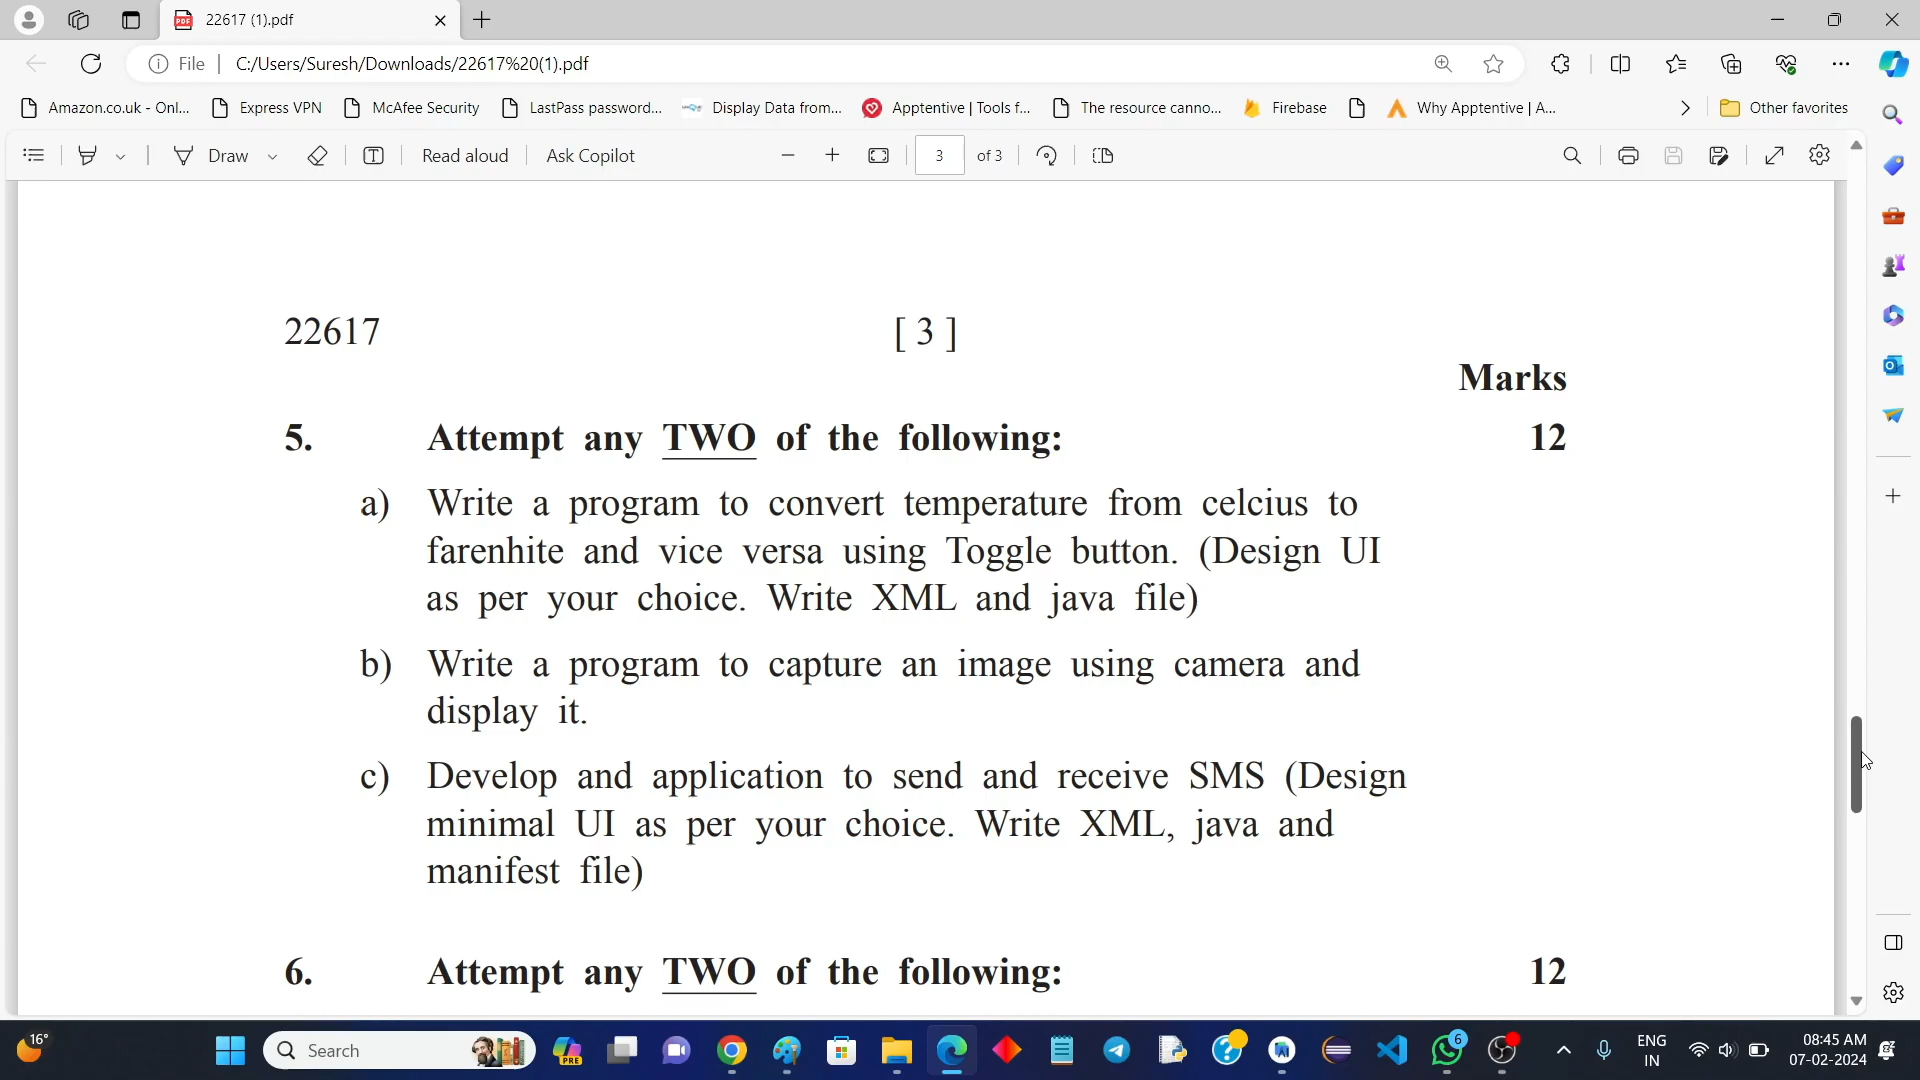 22617 (1).pdf
File
C:/Users/Suresh/Downloads/22617%20(1).pdf
Amazon.co.uk - Onl...
Express VPN
McAfee Security
LastPass password...
Display Data from...
Apptentive | Tools f...
The resource canno...
Firebase
Why Apptentive | A...
Other favorites
Draw
Read aloud
Ask Copilot
3 of 3
22617 [ 3 ]
Marks
5. Attempt any TWO of the following: 12
a) Write a program to convert temperature from celcius to
farenhite and vice versa using Toggle button. (Design UI
as per your choice. Write XML and java file)
b) Write a program to capture an image using camera and
display it.
c) Develop and application to send and receive SMS (Design
minimal UI as per your choice. Write XML, java and
manifest file)
6. Attempt any TWO of the following: 12
16°
Search
PRE
6
ENG
IN
08:45 AM
07-02-2024